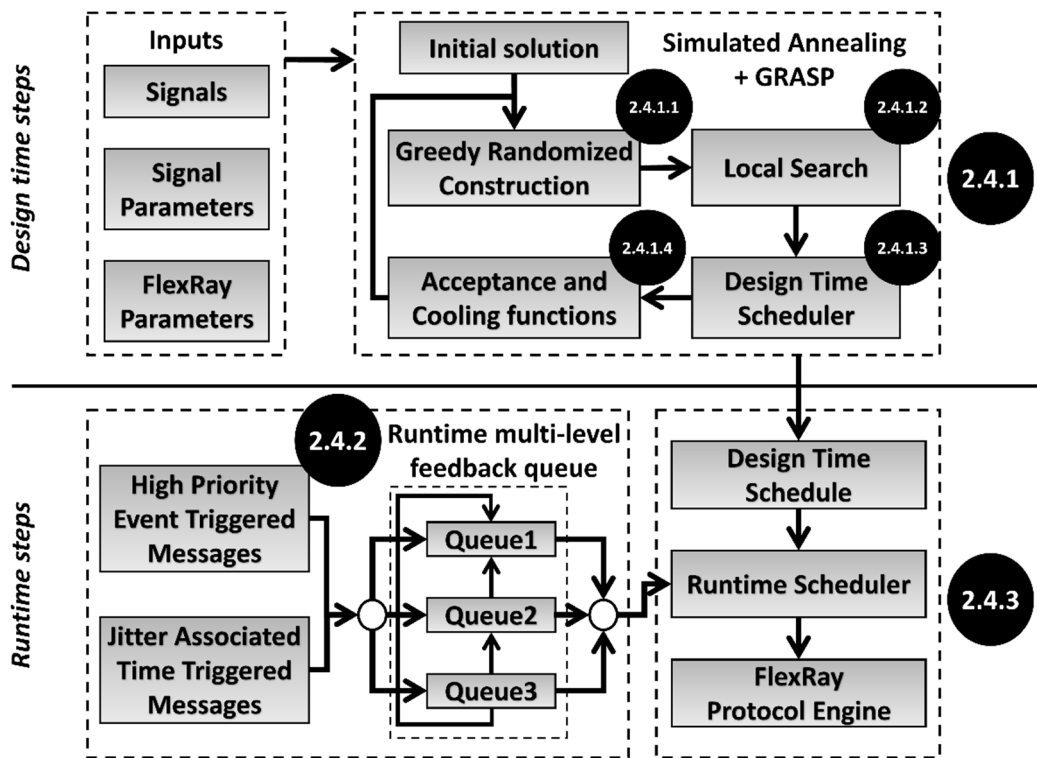 Design time steps
Inputs
Signals
Signal
Parameters
FlexRay
Parameters
Initial solution
Simulated Annealing
+ GRASP
2.4.1.1
2.4.1.2
Greedy Randomized
Construction
Local Search
2.4.1
2.4.1.4
2.4.1.3
Acceptance and
Cooling functions
Design Time
Scheduler
Runtime steps
2.4.2
Runtime multi-level
feedback queue
High Priority
Event Triggered
Messages
Jitter Associated
Time Triggered
Messages
Queue1
Queue2
Queue3
Design Time
Schedule
Runtime Scheduler
2.4.3
FlexRay
Protocol Engine